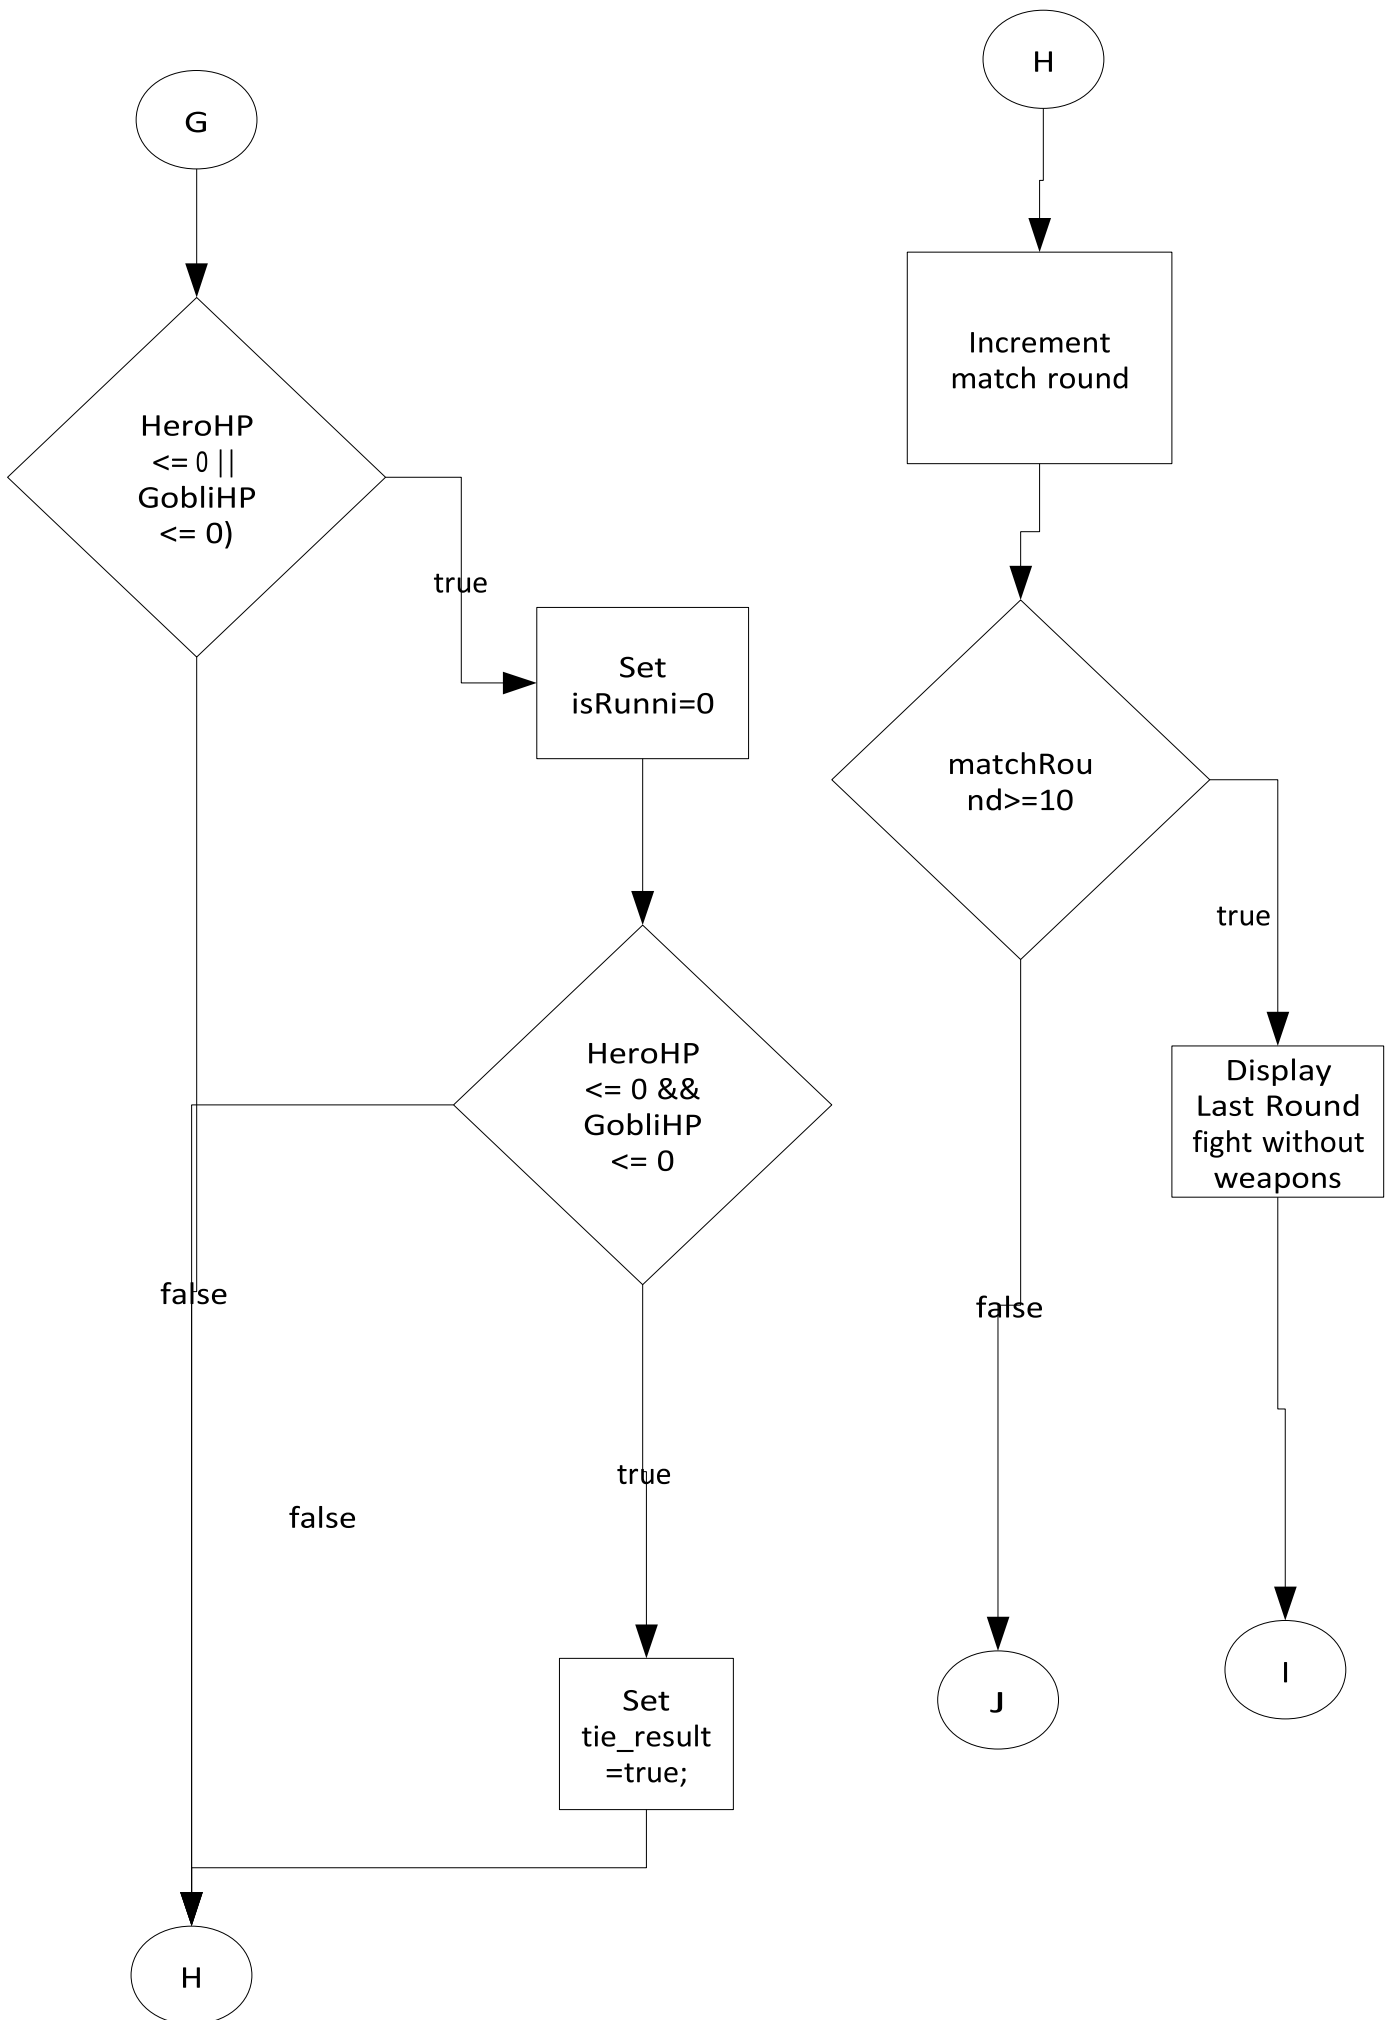 G
HeroHP
<= 0 ||
GobliHP
<= 0)
true
Set
isRunni=0
HeroHP
<= 0 &&
GobliHP
<= 0
false
true
false
Set
tie_result
=true;
H
H
Increment
match round
matchRou
nd>=10
true
Display
Last Round
fight without
weapons
false
J
I